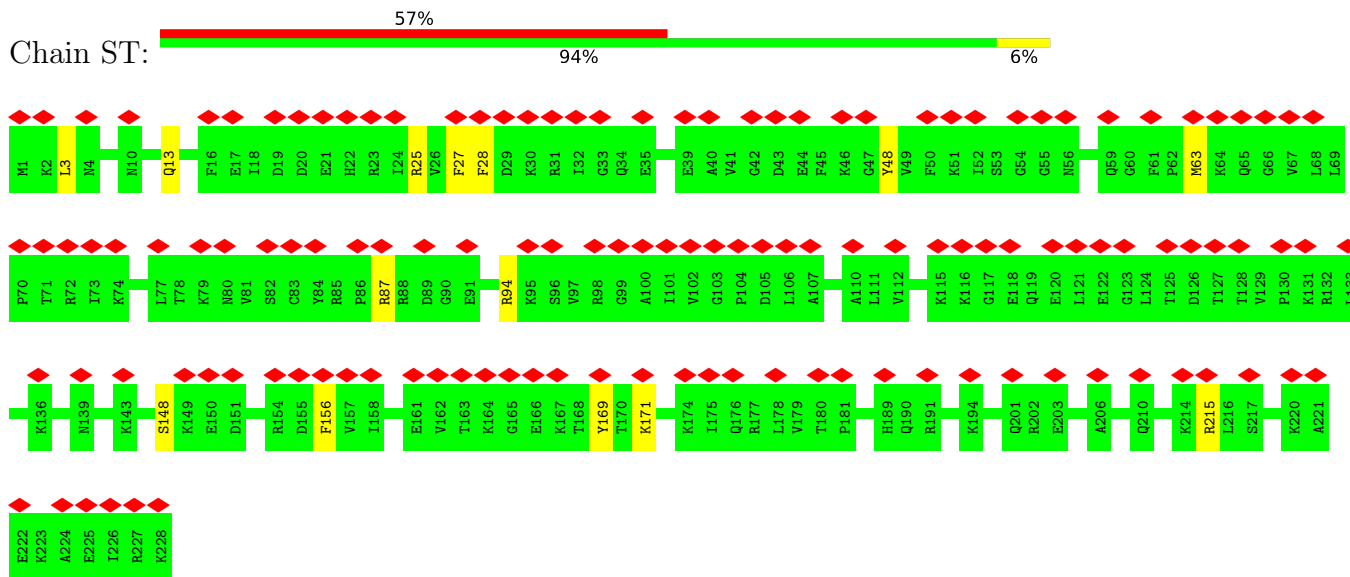 57%
Chain ST:
94% 6%
M1 K2 L3 N4 N10 Q13 F16 E17 I18 D19 D20 E21 H22 R23 I24 R25 V26 F27 F28 D29 K30 R31 I32 G33 Q34 E35 E39 A40 V41 G42 D43 E44 F45 K46 G47 Y48 V49 F50 K51 I52 S53 G54 G55 N56 Q59 G60 F61 P62 M63 K64 Q65 G66 V67 L68 L69
P70 T71 R72 I73 K74 L77 T78 K79 N80 V81 S82 C83 Y84 R85 P86 R87 R88 D89 G90 E91 R94 K95 S96 V97 R98 G99 A100 I101 V102 G103 P104 D105 L106 A107 A110 L111 V112 K115 K116 G117 E118 Q119 E120 L121 E122 G123 L124 T125 D126 T127 T128 V129 P130 K131 R132 L133
K136 N139 K143 S148 K149 E150 D151 R154 D155 F156 V157 I158 E161 V162 T163 K164 G165 E166 K167 T168 Y169 T170 K171 K174 I175 Q176 R177 L178 V179 T180 P181 H189 Q190 R191 K194 Q201 R202 E203 A206 Q210 K214 R215 L216 S217 K220 A221
E222 K223 A224 E225 I226 R227 K228